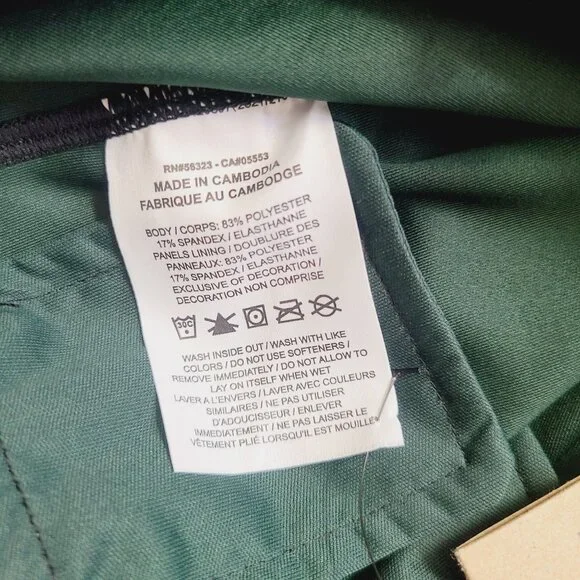 RN#56323 - CA#05553
MADE IN CAMBODIA
FABRIQUE AU CAMBODGE
BODY / CORPS: 83% POLYESTER
17% SPANDEX / ELASTHANNE
PANELS LINING / DOUBLURE DES
PANNEAUX: 83% POLYESTER
17% SPANDEX / ELASTHANNE
EXCLUSIVE OF DECORATION /
DECORATION NON COMPRISE
30C
WASH INSIDE OUT / WASH WITH LIKE
COLORS / DO NOT USE SOFTENERS /
REMOVE IMMEDIATELY / DO NOT ALLOW TO
LAY ON ITSELF WHEN WET
LAVER A L'ENVERS / LAVER AVEC COULEURS
SIMILAIRES / NE PAS UTILISER
D'ADOUCISSEUR / ENLEVER
IMMEDIATEMENT / NE PAS LAISSER LE
VÊTEMENT PLIÉ LORSQU'IL EST MOUILLÉ